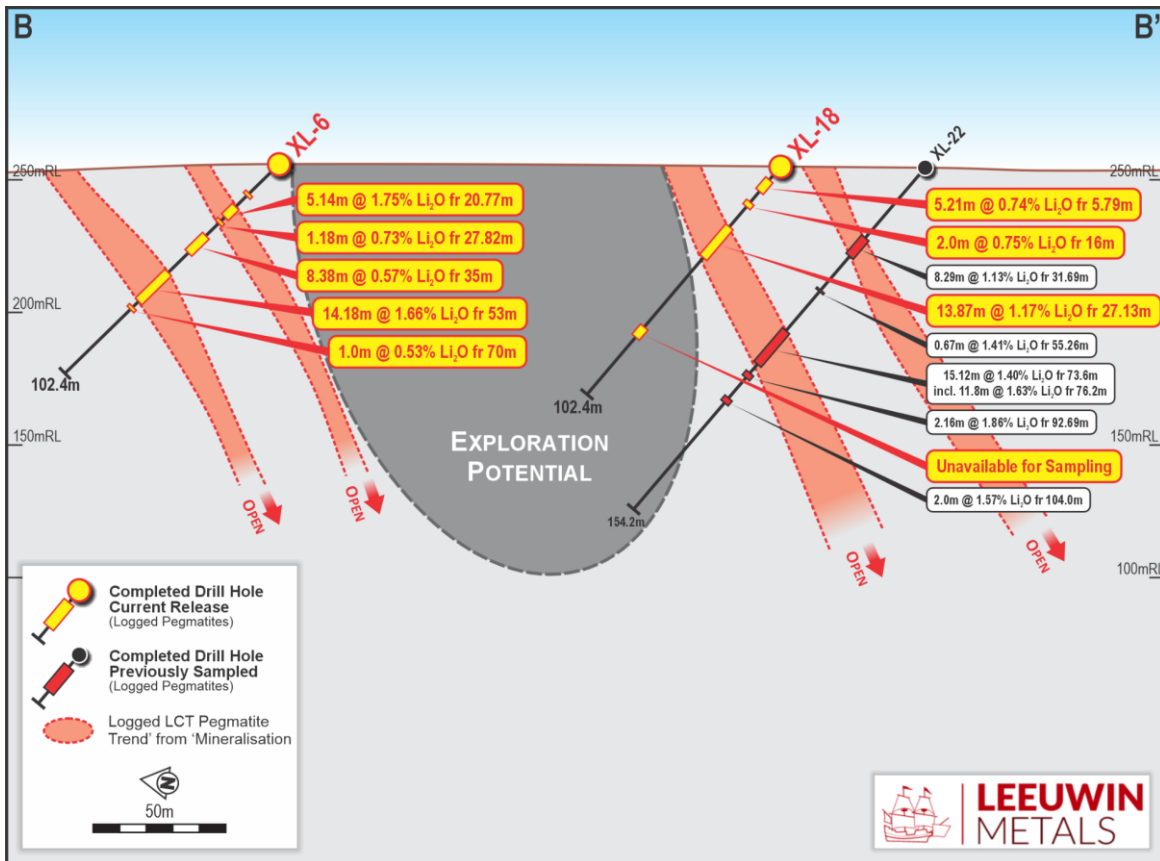 B
B'
XL-6
XL-18
XL-22
250mRL
250mRL
5.14m @ 1.75% Li₂O fr 20.77m
1.18m @ 0.73% Li₂O fr 27.82m
8.38m @ 0.57% Li₂O fr 35m
14.18m @ 1.66% Li₂O fr 53m
1.0m @ 0.53% Li₂O fr 70m
5.21m @ 0.74% Li₂O fr 5.79m
2.0m @ 0.75% Li₂O fr 16m
8.29m @ 1.13% Li₂O fr 31.69m
13.87m @ 1.17% Li₂O fr 27.13m
0.67m @ 1.41% Li₂O fr 55.26m
15.12m @ 1.40% Li₂O fr 73.6m
incl. 11.8m @ 1.63% Li₂O fr 76.2m
2.16m @ 1.86% Li₂O fr 92.69m
Unavailable for Sampling
2.0m @ 1.57% Li₂O fr 104.0m
200mRL
200mRL
102.4m
102.4m
154.2m
150mRL
150mRL
EXPLORATION
POTENTIAL
OPEN
OPEN
OPEN
OPEN
100mRL
Completed Drill Hole
Current Release
(Logged Pegmatites)
Completed Drill Hole
Previously Sampled
(Logged Pegmatites)
Logged LCT Pegmatite
Trend' from 'Mineralisation
N
50m
LEEUWIN
METALS